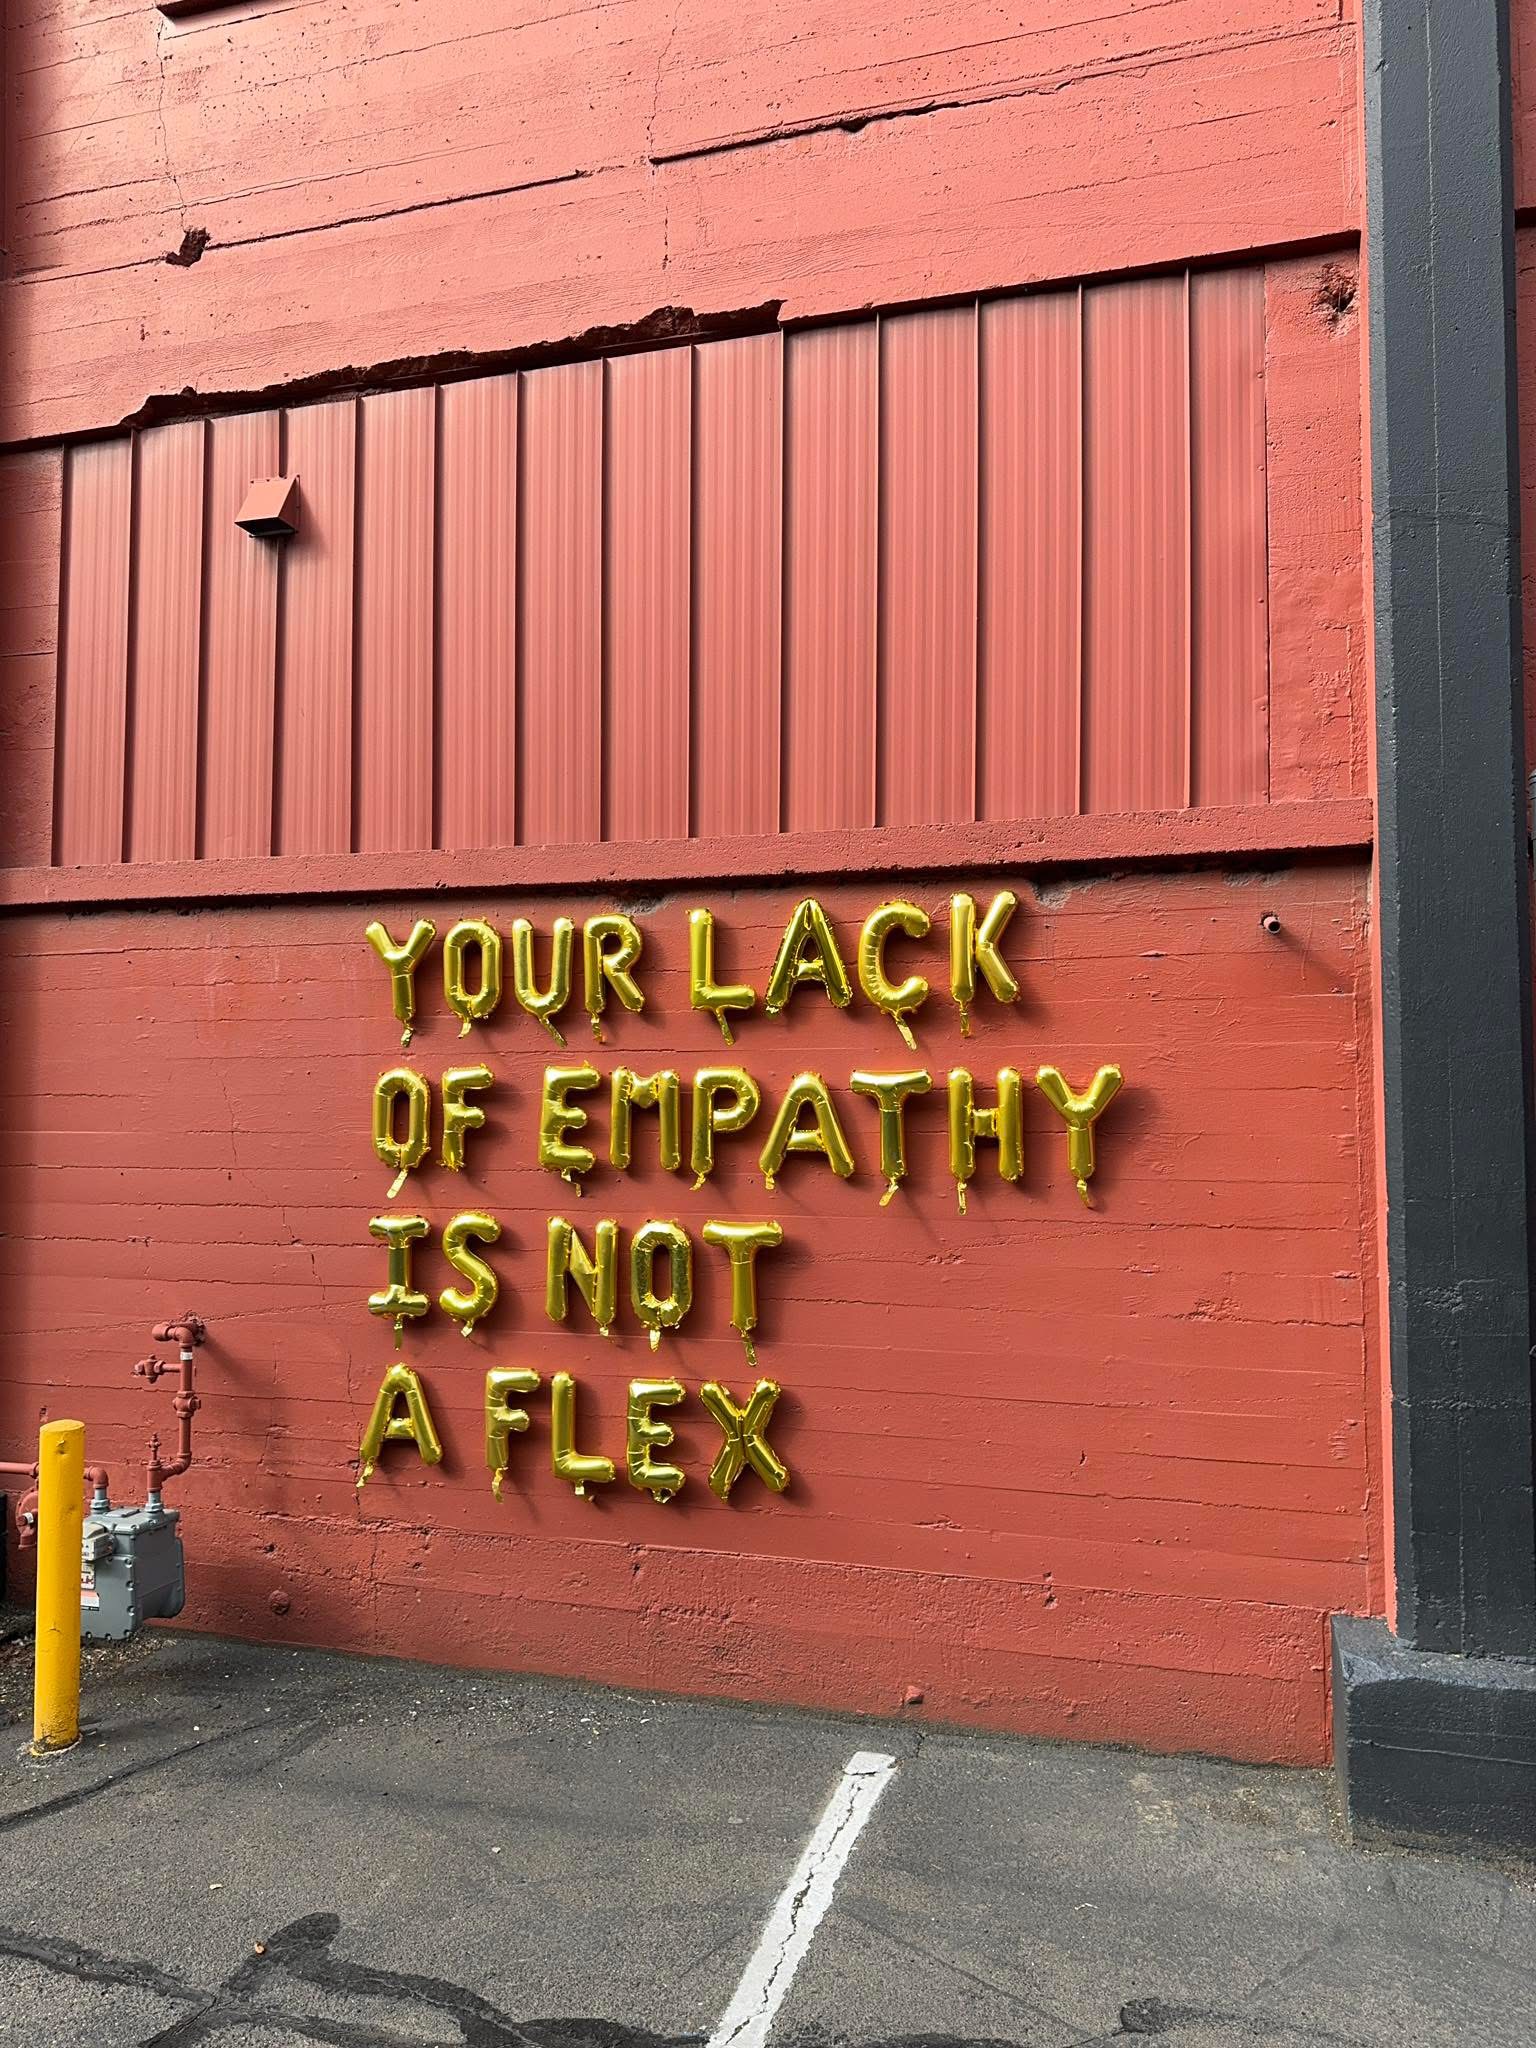 YOUR LACK
OF EMPATHY
IS NOT
A FLEX